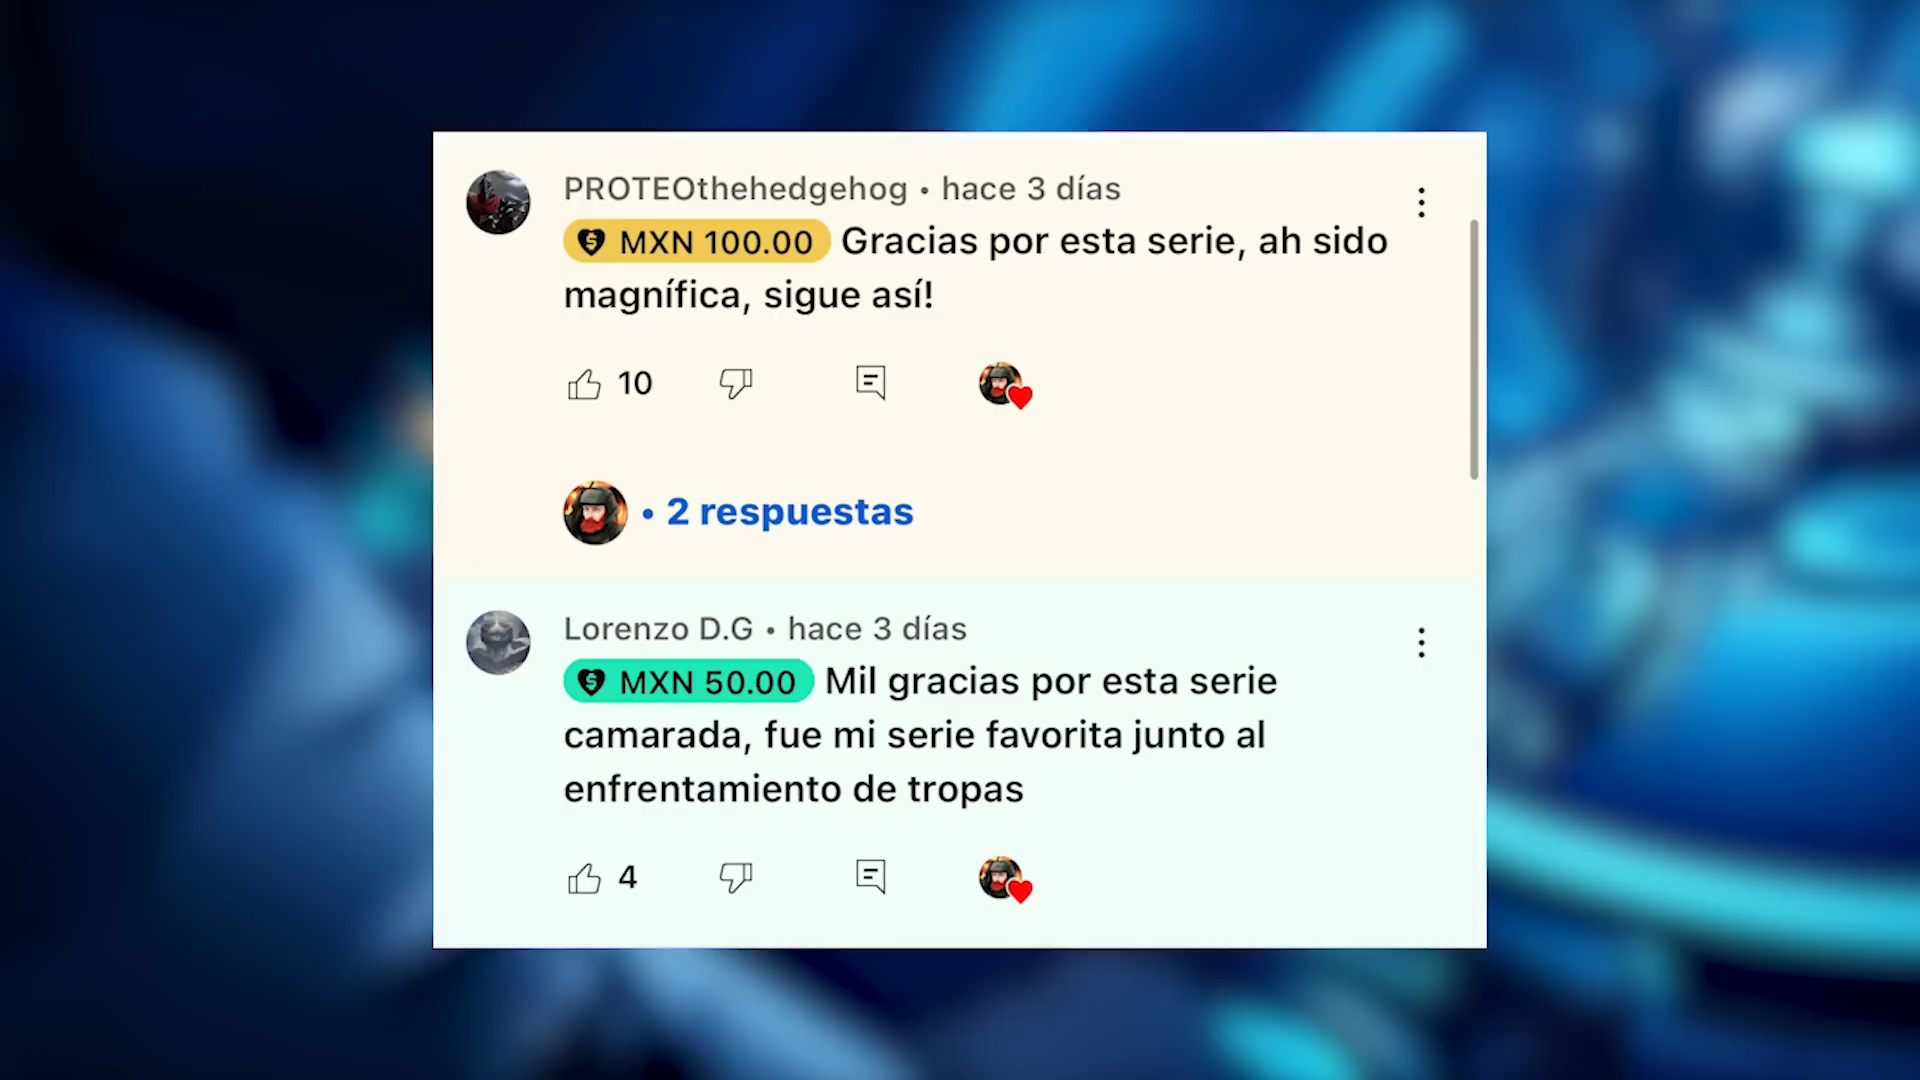 PROTEOthehedgehog • hace 3 días
MXN 100.00 Gracias por esta serie, ah sido
magnífica, sigue así!
10
• 2 respuestas
Lorenzo D.G • hace 3 días
MXN 50.00 Mil gracias por esta serie
camarada, fue mi serie favorita junto al
enfrentamiento de tropas
4